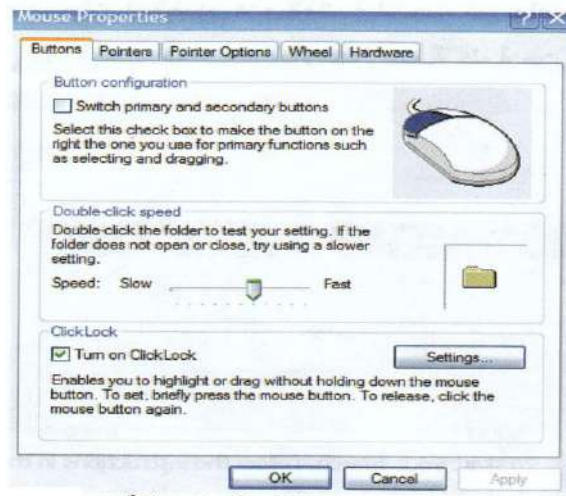 Mouse Properties
Buttons Pointers Pointer Options Wheel Hardware
Button configuration
Switch primary and secondary buttons
Select this check box to make the button on the
right the one you use for primary functions such
as selecting and dragging.
Double-click speed
Double-click the folder to test your setting. If the
folder does not open or close, try using a slower
setting.
Speed: Slow Fast
ClickLock
Turn on ClickLock
Settings...
Enables you to highlight or drag without holding down the mouse
button. To set, briefly press the mouse button. To release, click the
mouse button again.
OK Cancel Apply